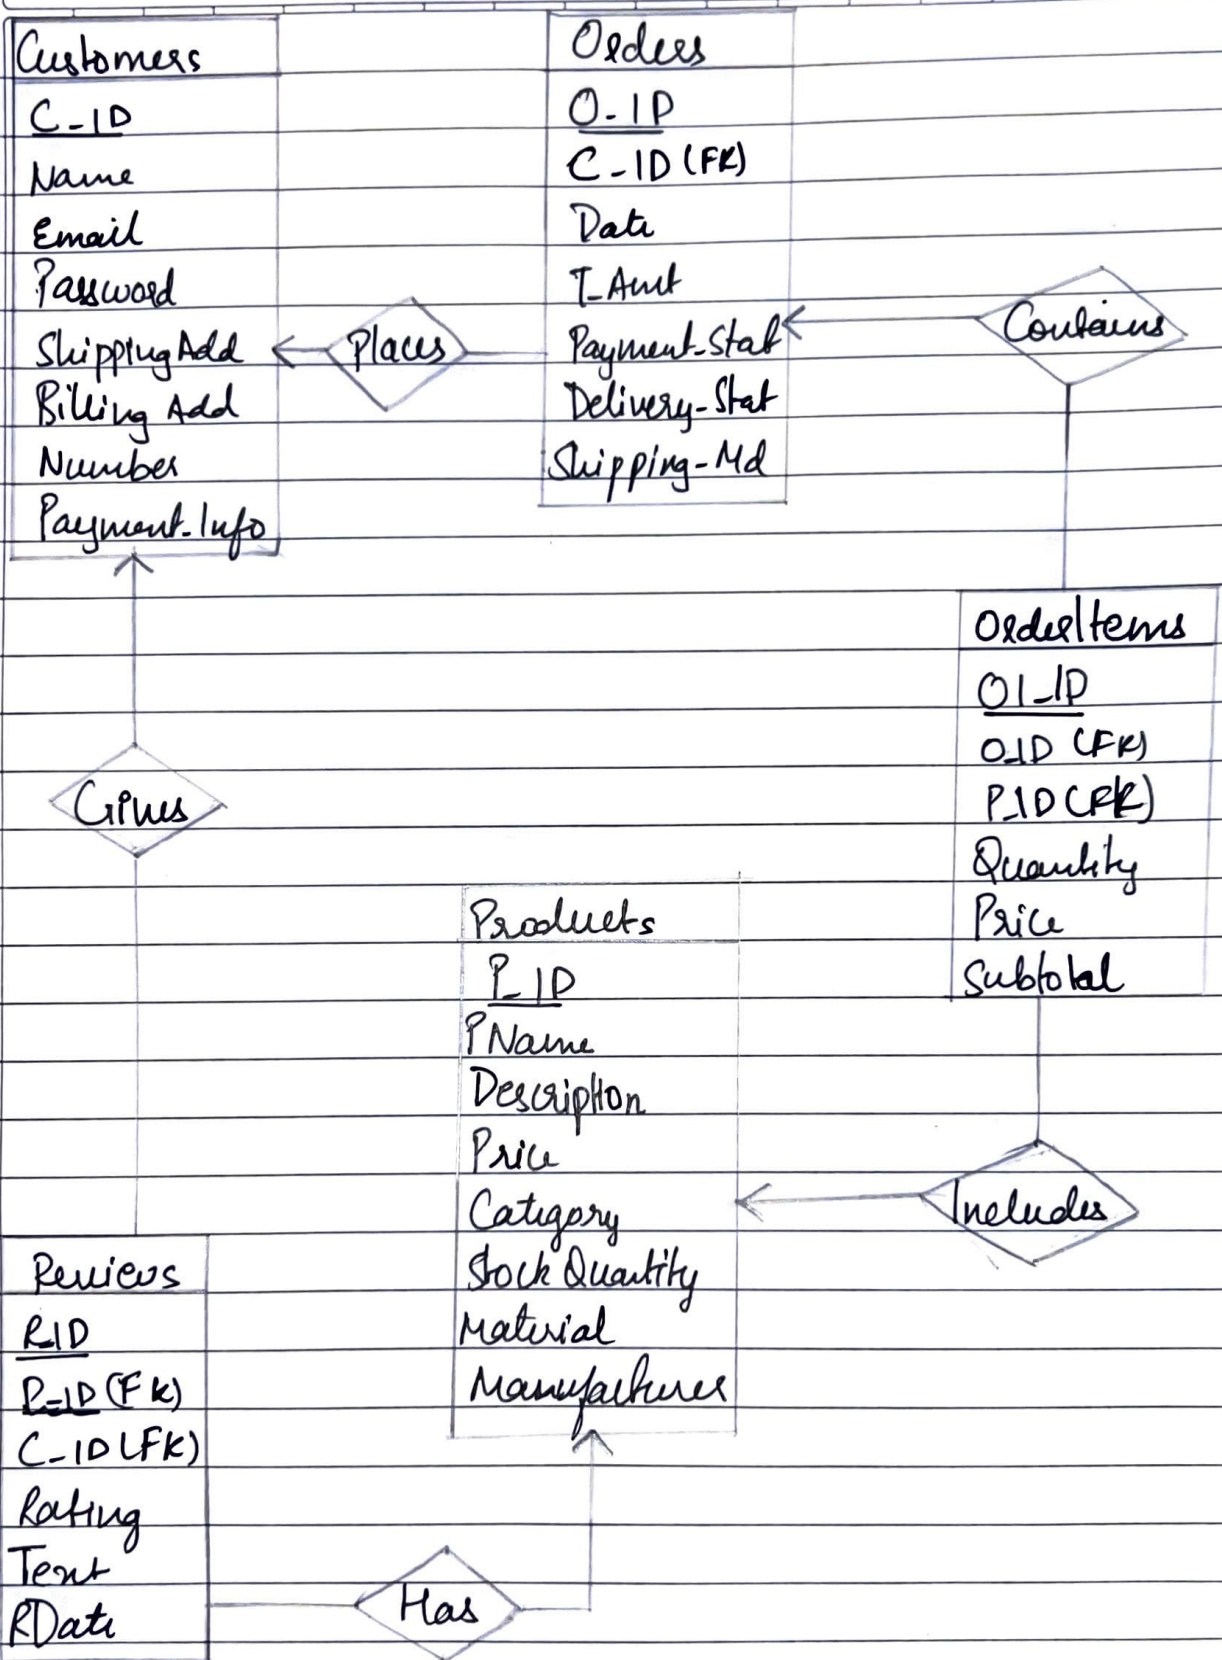 Customers
C_ID
Name
Email
Password
Shipping Add
Billing Add
Number
Payment_Info
Places
Orders
O_ID
C_ID (FK)
Date
T_Amt
Payment_Stat
Delivery_Stat
Shipping_Md
Contains
OrderItems
OI_ID
O_ID (FK)
P_ID (FK)
Quantity
Price
Subtotal
Gives
Products
P_ID
PName
Description
Price
Category
Stock Quantity
Material
Manufacturer
Includes
Reviews
R_ID
P_ID (FK)
C_ID (FK)
Rating
Text
RDate
Has